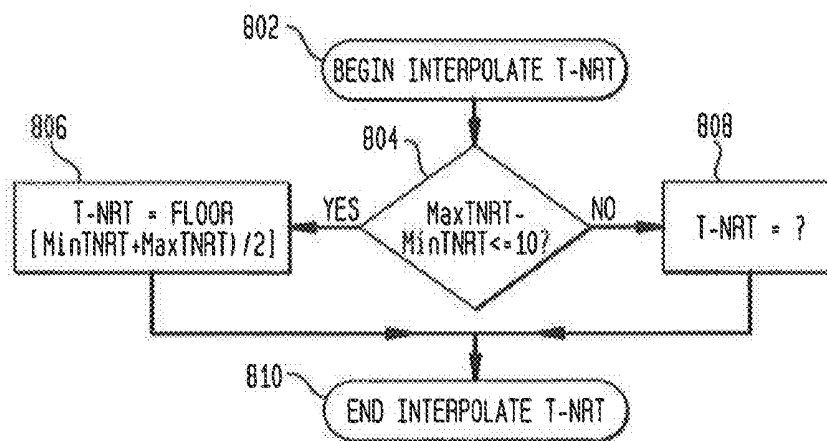 802
BEGIN INTERPOLATE T-NRT
806
804
808
T-NRT = FLOOR
[MinTNRT+MaxTNRT)/2]
YES
MaxTNRT-
MinTNRT<=10?
NO
T-NRT = ?
810
END INTERPOLATE T-NRT